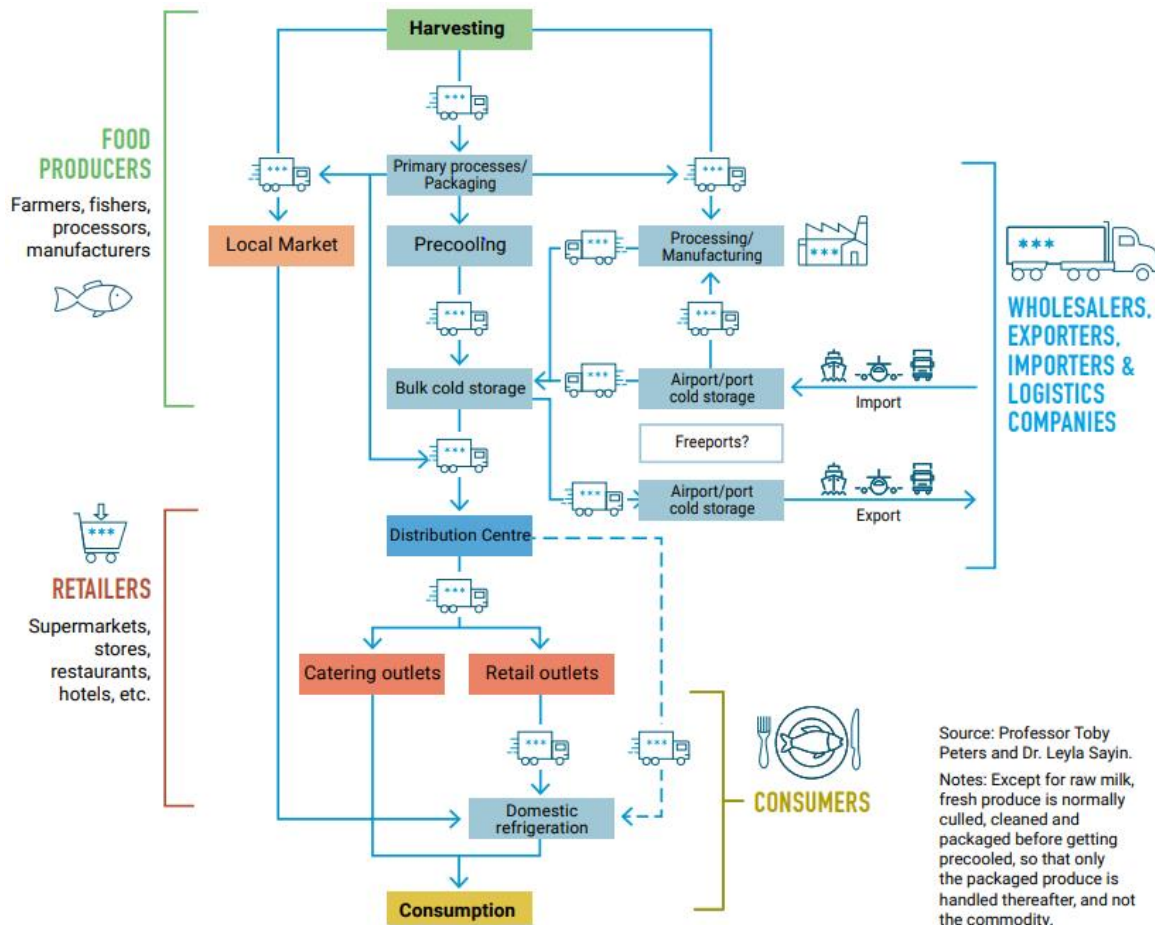 Harvesting
FOOD
PRODUCERS
Farmers, fishers,
processors,
manufacturers
Primary processes/
Packaging
Local Market
Precooling
Processing/
Manufacturing
WHOLESALERS,
EXPORTERS,
IMPORTERS &
LOGISTICS
COMPANIES
Bulk cold storage
Airport/port
cold storage
Import
Freeports?
Airport/port
cold storage
Export
Distribution Centre
RETAILERS
Supermarkets,
stores,
restaurants,
hotels, etc.
Catering outlets
Retail outlets
CONSUMERS
Domestic
refrigeration
Consumption
Source: Professor Toby
Peters and Dr. Leyla Sayin.
Notes: Except for raw milk,
fresh produce is normally
culled, cleaned and
packaged before getting
precooled, so that only
the packaged produce is
handled thereafter, and not
the commodity.